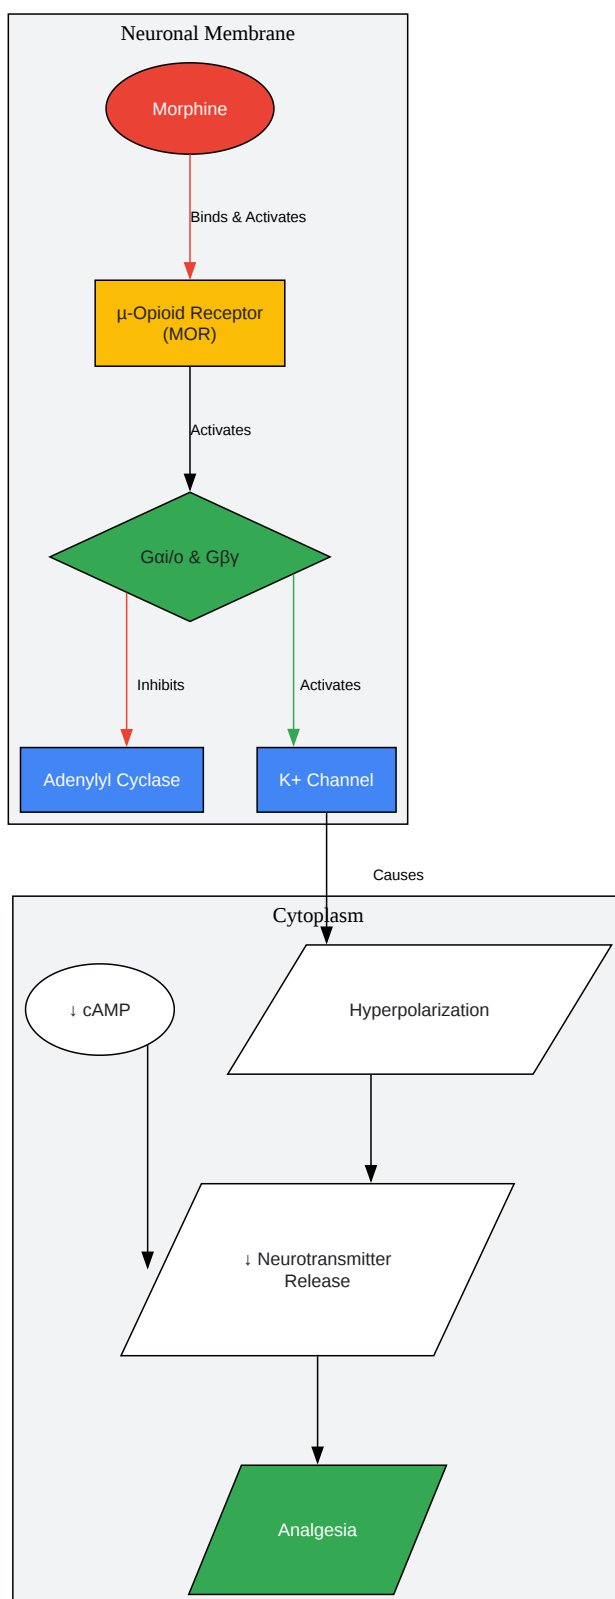 Neuronal Membrane
Morphine
Binds & Activates
µ-Opioid Receptor
(MOR)
Activates
Gαi/o & Gβγ
Inhibits
Activates
Adenylyl Cyclase
K+ Channel
Causes
Cytoplasm
↓ cAMP
Hyperpolarization
↓ Neurotransmitter
Release
Analgesia